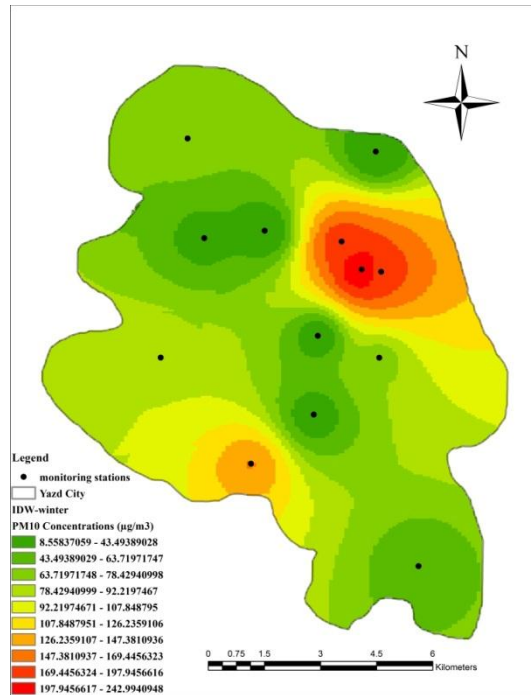 N
Legend
monitoring stations
Yazd City
IDW-winter
PM10 Concentrations (µg/m3)
8.55837059 - 43.49389028
43.49389029 - 63.71971747
63.71971748 - 78.42940998
78.42940999 - 92.2197467
92.21974671 - 107.848795
107.8487951 - 126.2359106
126.2359107 - 147.3810936
147.3810937 - 169.4456323
169.4456324 - 197.9456616
197.9456617 - 242.9940948
0 0.75 1.5 3 4.5 6
Kilometers